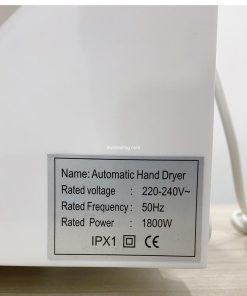 Name: Automatic Hand Dryer
Rated voltage : 220-240V~
Rated Frequency : 50Hz
Rated Power : 1800W
IPX1 CE